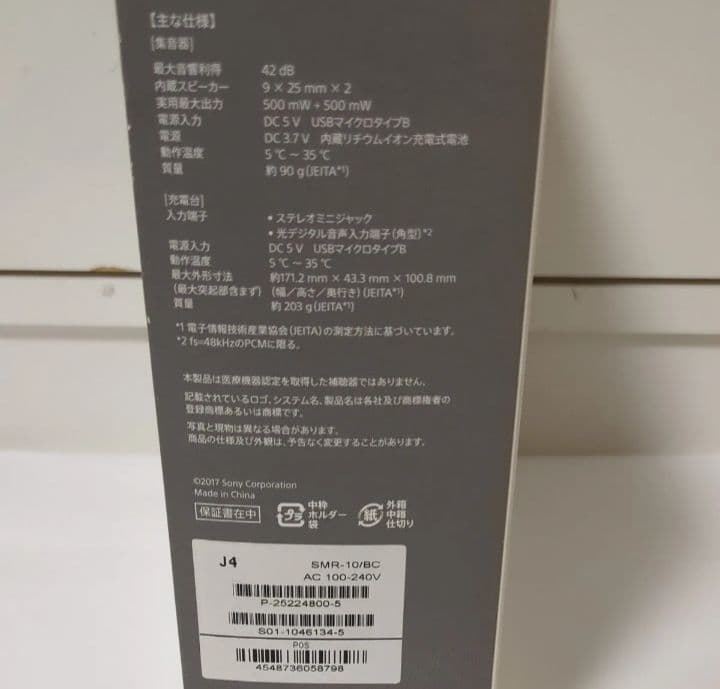 【主な仕様】
[集音器]
最大音響利得 42 dB
内蔵スピーカー 9 × 25 mm × 2
実用最大出力 500 mW + 500 mW
電源入力 DC 5 V USBマイクロタイプB
電源 DC 3.7 V 内蔵リチウムイオン充電式電池
動作温度 5 ℃ ～ 35 ℃
質量 約 90 g (JEITA*1)
[充電台]
入力端子 • ステレオミニジャック
• 光デジタル音声入力端子(角型)*2
電源入力 DC 5 V USBマイクロタイプB
動作温度 5 ℃ ～ 35 ℃
最大外形寸法 約171.2 mm × 43.3 mm × 100.8 mm
(最大突起部含まず) (幅／高さ／奥行き) (JEITA*1)
質量 約 203 g (JEITA*1)
*1 電子情報技術産業協会(JEITA)の測定方法に基づいています。
*2 fs=48kHzのPCMに限る。
本製品は医療機器認定を取得した補聴器ではありません。
記載されているロゴ、システム名、製品名は各社及び商標権者の
登録商標あるいは商標です。
写真と現物は異なる場合があります。
商品の仕様及び外観は、予告なく変更することがあります。
©2017 Sony Corporation
Made in China
保証書在中
プラ
中枠
ホルダー
袋
紙
外箱
中箱
仕切り
J4
SMR-10/BC
AC 100-240V
P-25224800-5
S01-1046134-5
POS
4548736058798